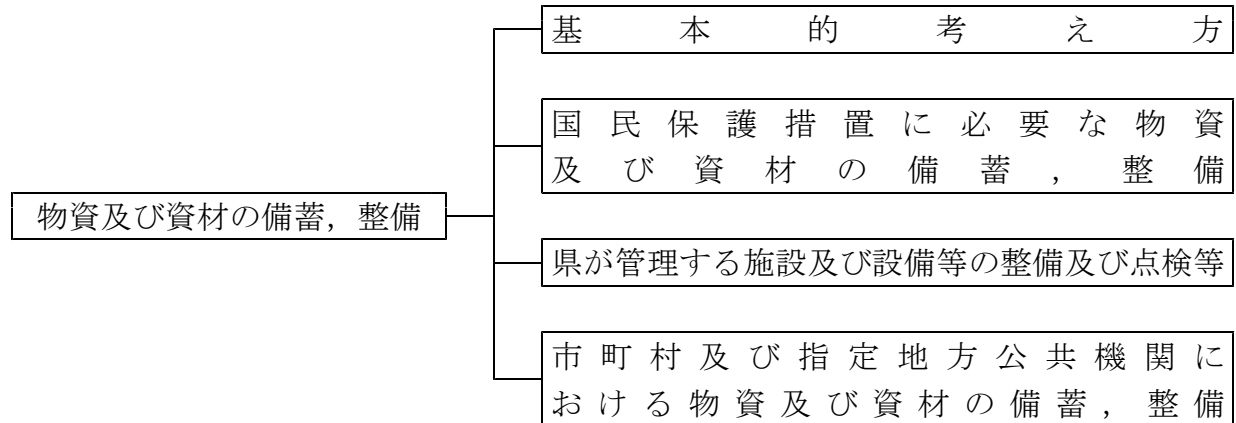 基本的考え方
国民保護措置に必要な物資
及び資材の備蓄，整備
物資及び資材の備蓄，整備
県が管理する施設及び設備等の整備及び点検等
市町村及び指定地方公共機関に
おける物資及び資材の備蓄，整備